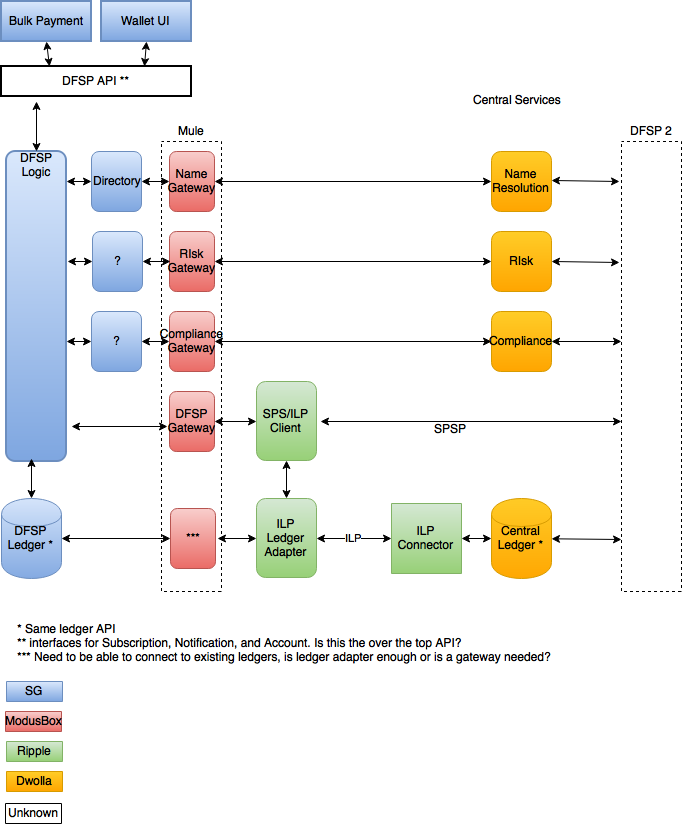 Bulk Payment
Wallet UI
DFSP API **
Central Services
Mule
DFSP 2
DFSP
Logic
Directory
Name
Gateway
Name
Resolution
?
RIsk
Gateway
RIsk
?
Compliance
Gateway
Compliance
DFSP
Gateway
SPS/ILP
Client
SPSP
DFSP
Ledger *
***
ILP
Ledger
Adapter
ILP
ILP
Connector
Central
Ledger *
* Same ledger API
** interfaces for Subscription, Notification, and Account. Is this the over the top API?
*** Need to be able to connect to existing ledgers, is ledger adapter enough or is a gateway needed?
SG
ModusBox
Ripple
Dwolla
Unknown